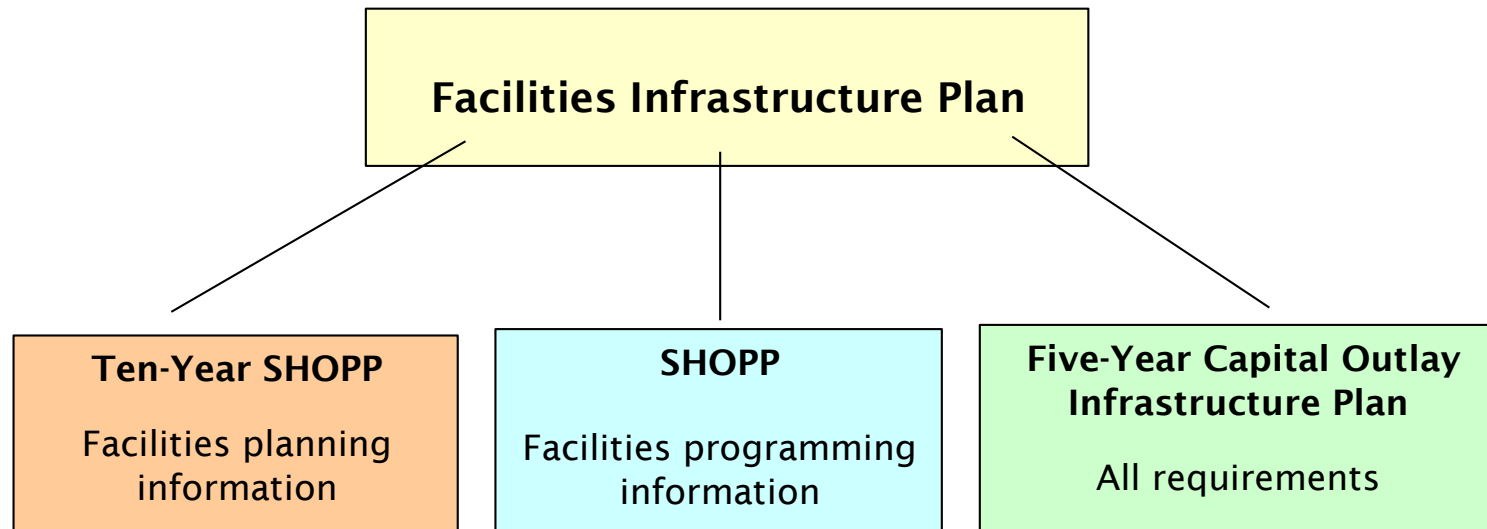 Facilities Infrastructure Plan
Ten-Year SHOPP
Facilities planning
information
SHOPP
Facilities programming
information
Five-Year Capital Outlay
Infrastructure Plan
All requirements